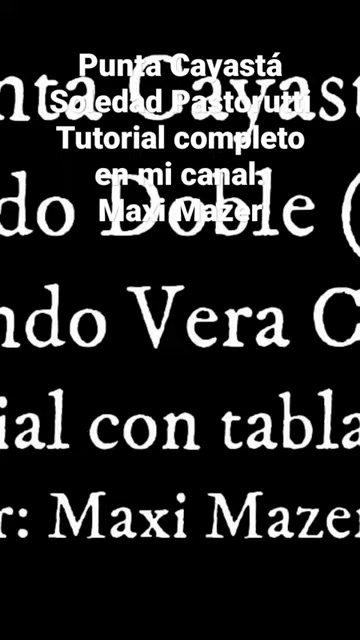 Punta Cayastá
Soledad Pastorutti
Tutorial completo
en mi canal:
Maxi Mazer
unta Cayast
do Doble (
ndo Vera C
ial con tabla
r: Maxi Mazer